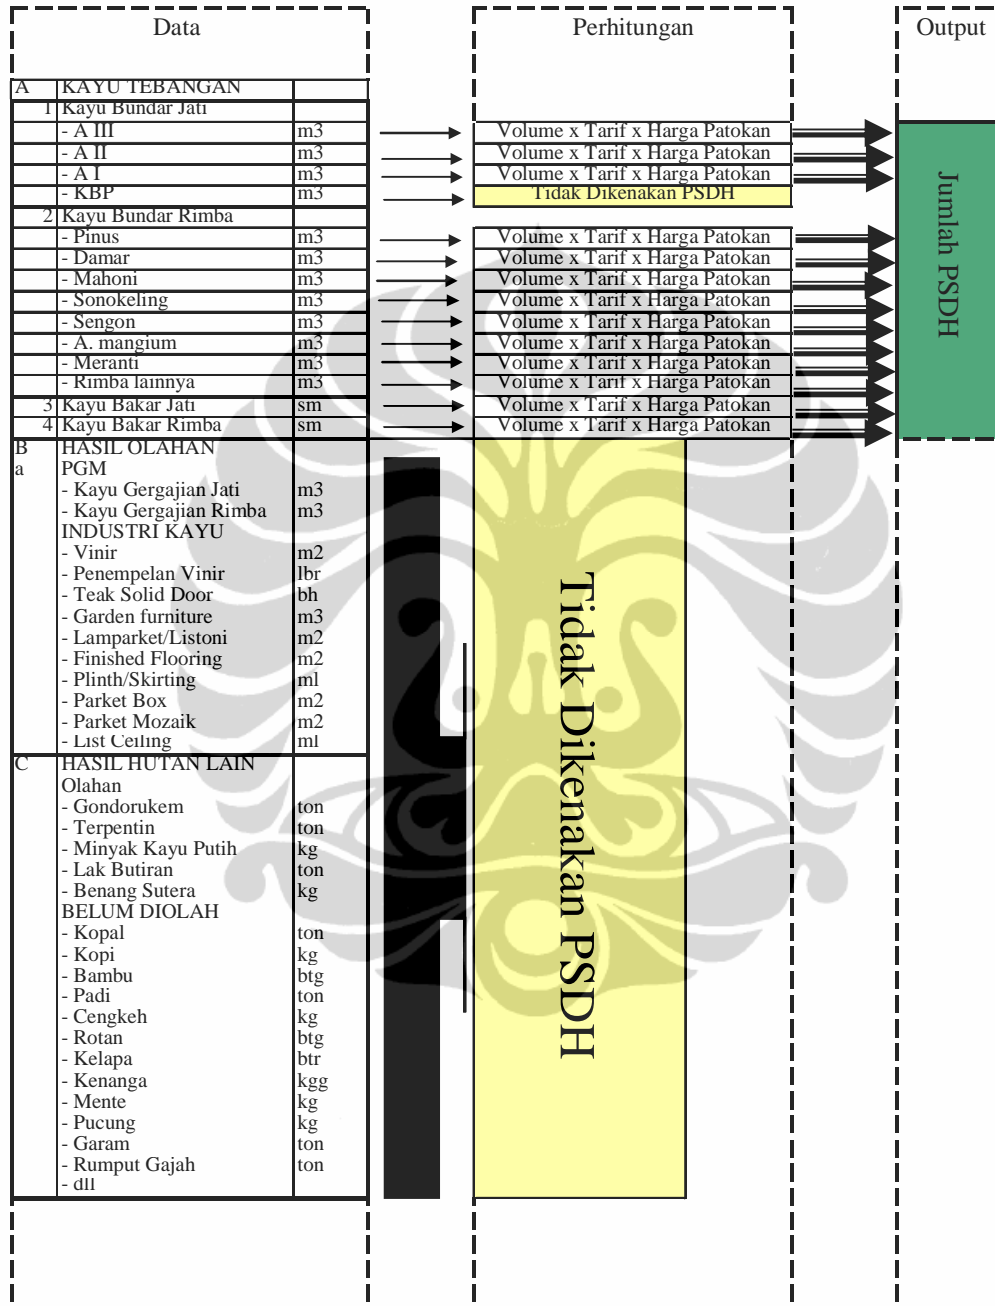 Data Perhitungan Output
A KAYU TEBANGAN
1 Kayu Bundar Jati
- A III m3 Volume x Tarif x Harga Patokan
- A II m3 Volume x Tarif x Harga Patokan
- A I m3 Volume x Tarif x Harga Patokan
- KBP m3 Tidak Dikenakan PSDH
2 Kayu Bundar Rimba
- Pinus m3 Volume x Tarif x Harga Patokan
- Damar m3 Volume x Tarif x Harga Patokan
- Mahoni m3 Volume x Tarif x Harga Patokan
- Sonokeling m3 Volume x Tarif x Harga Patokan
- Sengon m3 Volume x Tarif x Harga Patokan
- A. mangium m3 Volume x Tarif x Harga Patokan
- Meranti m3 Volume x Tarif x Harga Patokan
- Rimba lainnya m3 Volume x Tarif x Harga Patokan
3 Kayu Bakar Jati sm Volume x Tarif x Harga Patokan
4 Kayu Bakar Rimba sm Volume x Tarif x Harga Patokan
Jumlah PSDH
B HASIL OLAHAN
a PGM
- Kayu Gergajian Jati m3
- Kayu Gergajian Rimba m3
INDUSTRI KAYU
- Vinir m2
- Penempelan Vinir lbr
- Teak Solid Door bh
- Garden furniture m3
- Lamparket/Listoni m2
- Finished Flooring m2
- Plinth/Skirting ml
- Parket Box m2
- Parket Mozaik m2
- List Ceiling ml
C HASIL HUTAN LAIN
Olahan
- Gondorukem ton
- Terpentin ton
- Minyak Kayu Putih kg
- Lak Butiran ton
- Benang Sutera kg
BELUM DIOLAH
- Kopal ton
- Kopi kg
- Bambu btg
- Padi ton
- Cengkeh kg
- Rotan btg
- Kelapa btr
- Kenanga kgg
- Mente kg
- Pucung kg
- Garam ton
- Rumput Gajah ton
- dll
Tidak Dikenakan PSDH